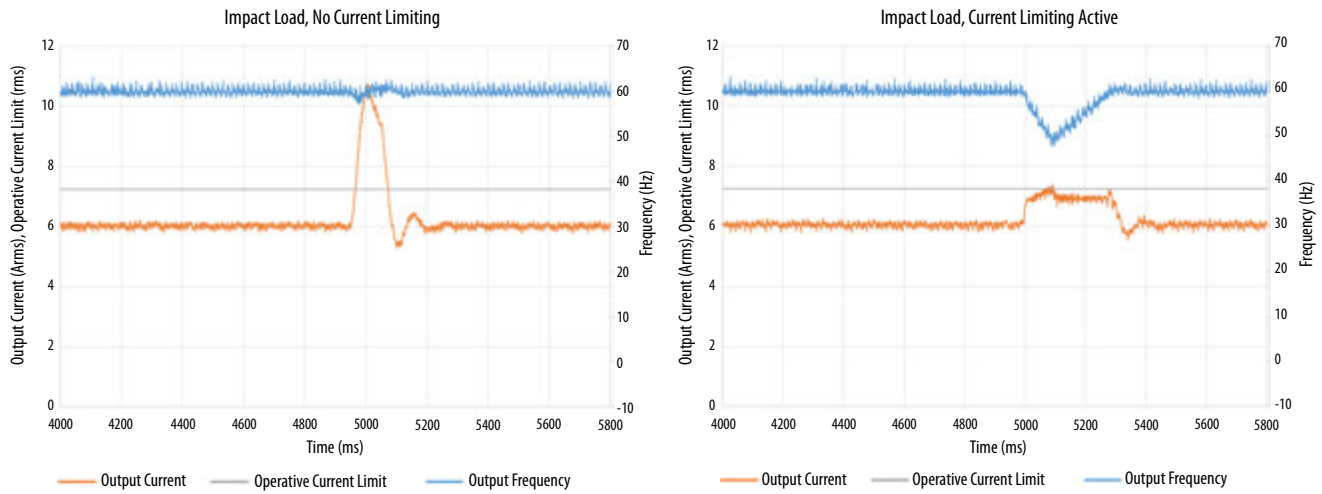 Impact Load, No Current Limiting
Output Current (Arms), Operative Current Limit (rms)
12
10
8
6
4
2
0
70
60
50
40
30
20
10
0
-10
Frequency (Hz)
4000 4200 4400 4600 4800 5000 5200 5400 5600 5800
Time (ms)
Output Current Operative Current Limit Output Frequency
Impact Load, Current Limiting Active
Output Current (Arms), Operative Current Limit (rms)
12
10
8
6
4
2
0
70
60
50
40
30
20
10
0
-10
Frequency (Hz)
4000 4200 4400 4600 4800 5000 5200 5400 5600 5800
Time (ms)
Output Current Operative Current Limit Output Frequency